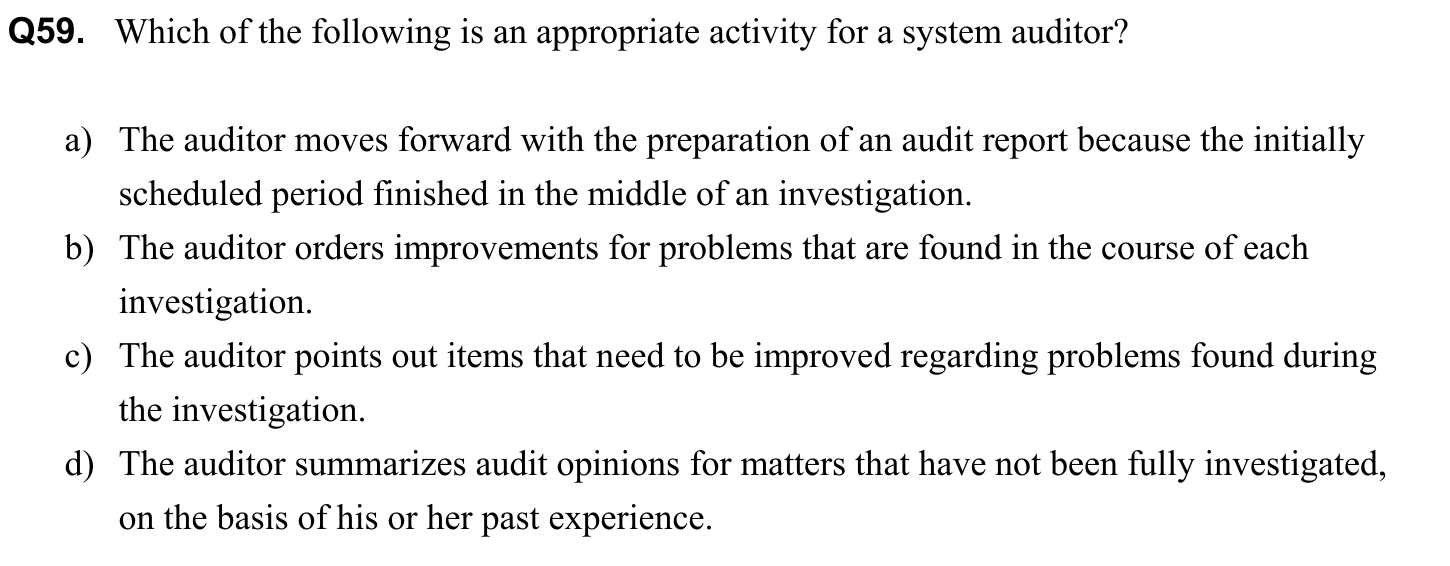 Q59. Which of the following is an appropriate activity for a system auditor?
a) The auditor moves forward with the preparation of an audit report because the initially
scheduled period finished in the middle of an investigation.
b) The auditor orders improvements for problems that are found in the course of each
investigation.
c) The auditor points out items that need to be improved regarding problems found during
the investigation.
d) The auditor summarizes audit opinions for matters that have not been fully investigated,
on the basis of his or her past experience.